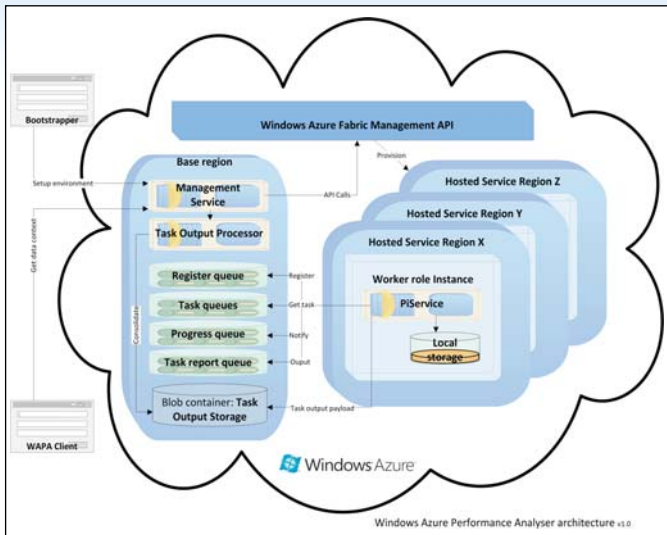 Windows Azure Fabric Management API
Bootstrapper
Base region
Provision
Hosted Service Region Z
Setup environment
Management
Service
API Calls
Hosted Service Region Y
Task Output Processor
Hosted Service Region X
Get data context
Register queue
Register
Worker role Instance
Task queues
Get task
PiService
Consolidate
Progress queue
Notify
Local
storage
Task report queue
Ouput
Blob container: Task
Output Storage
Task output payload
WAPA Client
Windows Azure
Windows Azure Performance Analyser architecture v1.0